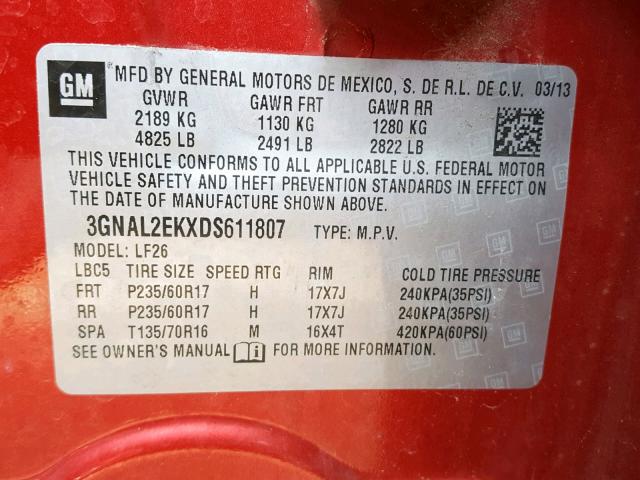 GM MFD BY GENERAL MOTORS DE MEXICO, S. DE R.L. DE C.V. 03/13
GVWR GAWR FRT GAWR RR
2189 KG 1130 KG 1280 KG
4825 LB 2491 LB 2822 LB
THIS VEHICLE CONFORMS TO ALL APPLICABLE U.S. FEDERAL MOTOR
VEHICLE SAFETY AND THEFT PREVENTION STANDARDS IN EFFECT ON
THE DATE OF MANUFACTURE SHOWN ABOVE.
3GNAL2EKXDS611807 TYPE: M.P.V.
MODEL: LF26
LBC5 TIRE SIZE SPEED RTG RIM COLD TIRE PRESSURE
FRT P235/60R17 H 17X7J 240KPA(35PSI)
RR P235/60R17 H 17X7J 240KPA(35PSI)
SPA T135/70R16 M 16X4T 420KPA(60PSI)
SEE OWNER'S MANUAL i FOR MORE INFORMATION.